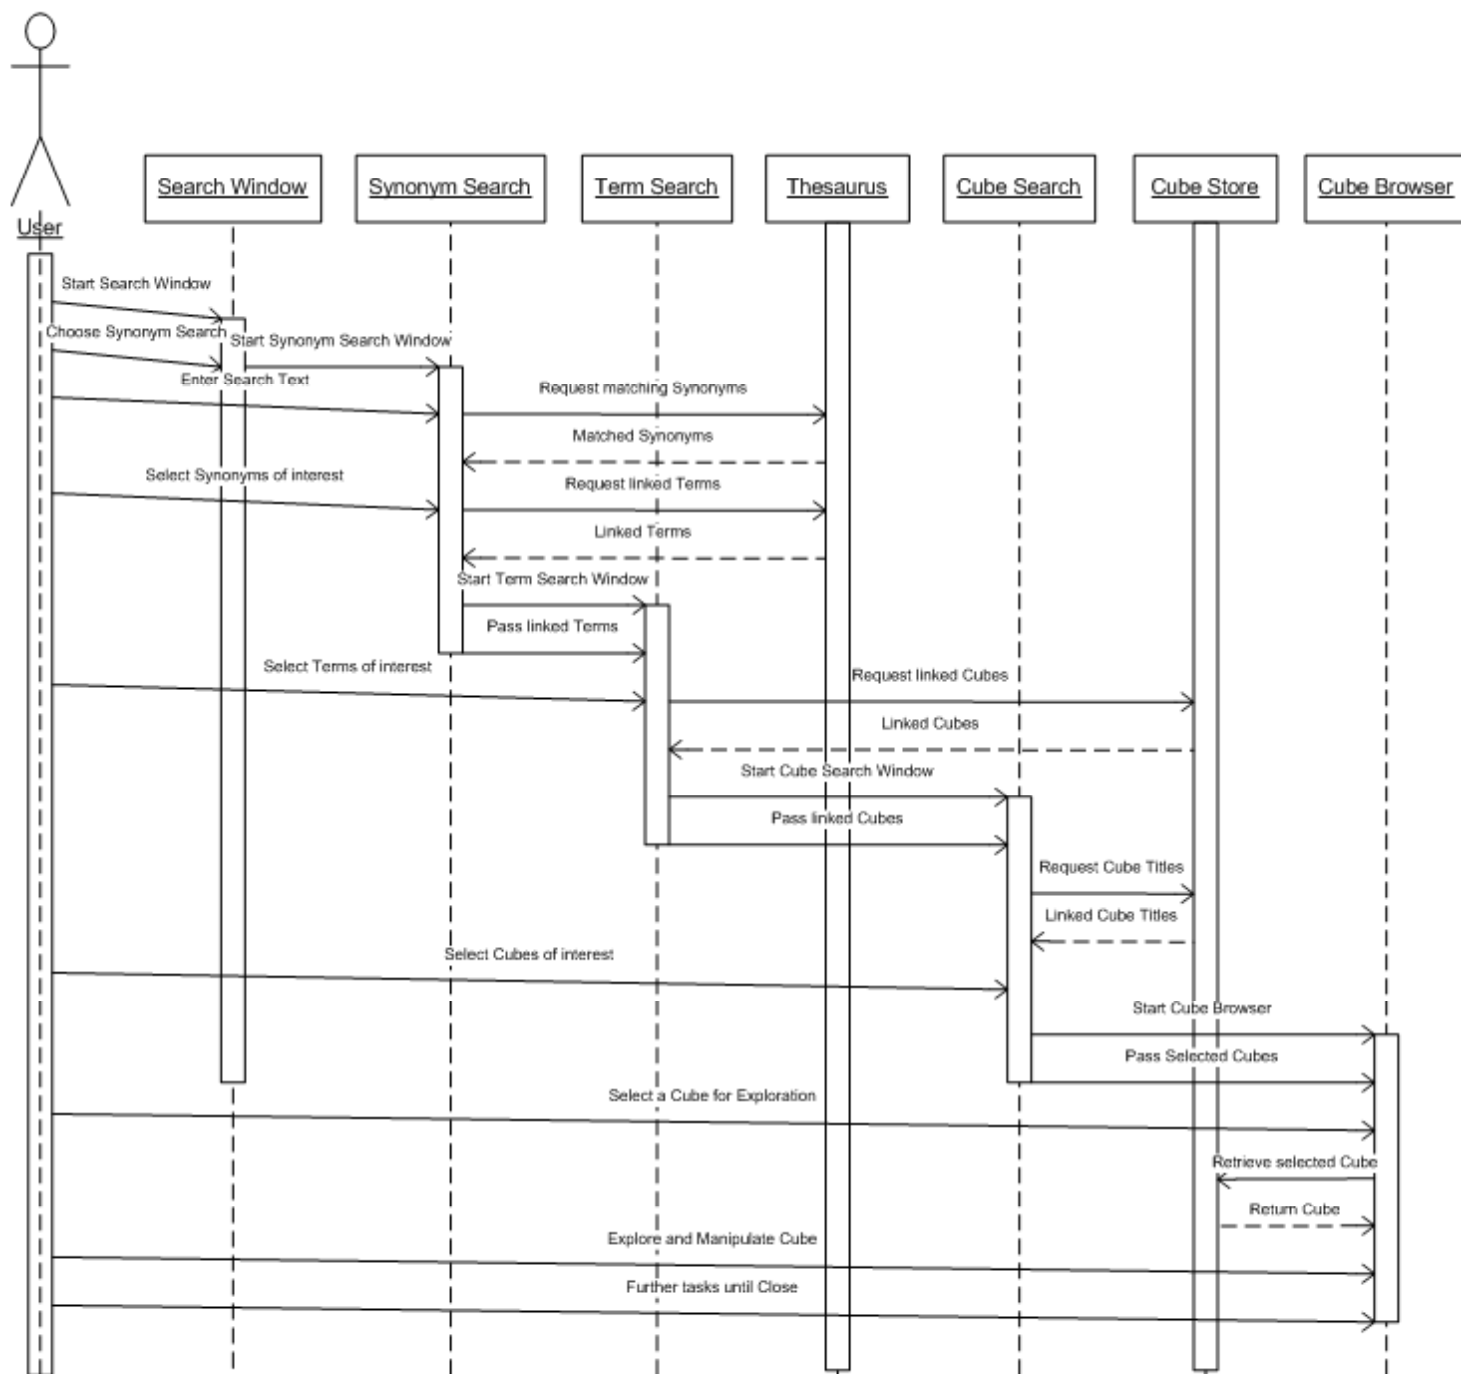 Search Window
Synonym Search
Term Search
Thesaurus
Cube Search
Cube Store
Cube Browser
User
Start Search Window
Choose Synonym Search
Start Synonym Search Window
Enter Search Text
Request matching Synonyms
Matched Synonyms
Select Synonyms of interest
Request linked Terms
Linked Terms
Start Term Search Window
Pass linked Terms
Select Terms of interest
Request linked Cubes
Linked Cubes
Start Cube Search Window
Pass linked Cubes
Request Cube Titles
Linked Cube Titles
Select Cubes of interest
Start Cube Browser
Pass Selected Cubes
Select a Cube for Exploration
Retrieve selected Cube
Return Cube
Explore and Manipulate Cube
Further tasks until Close